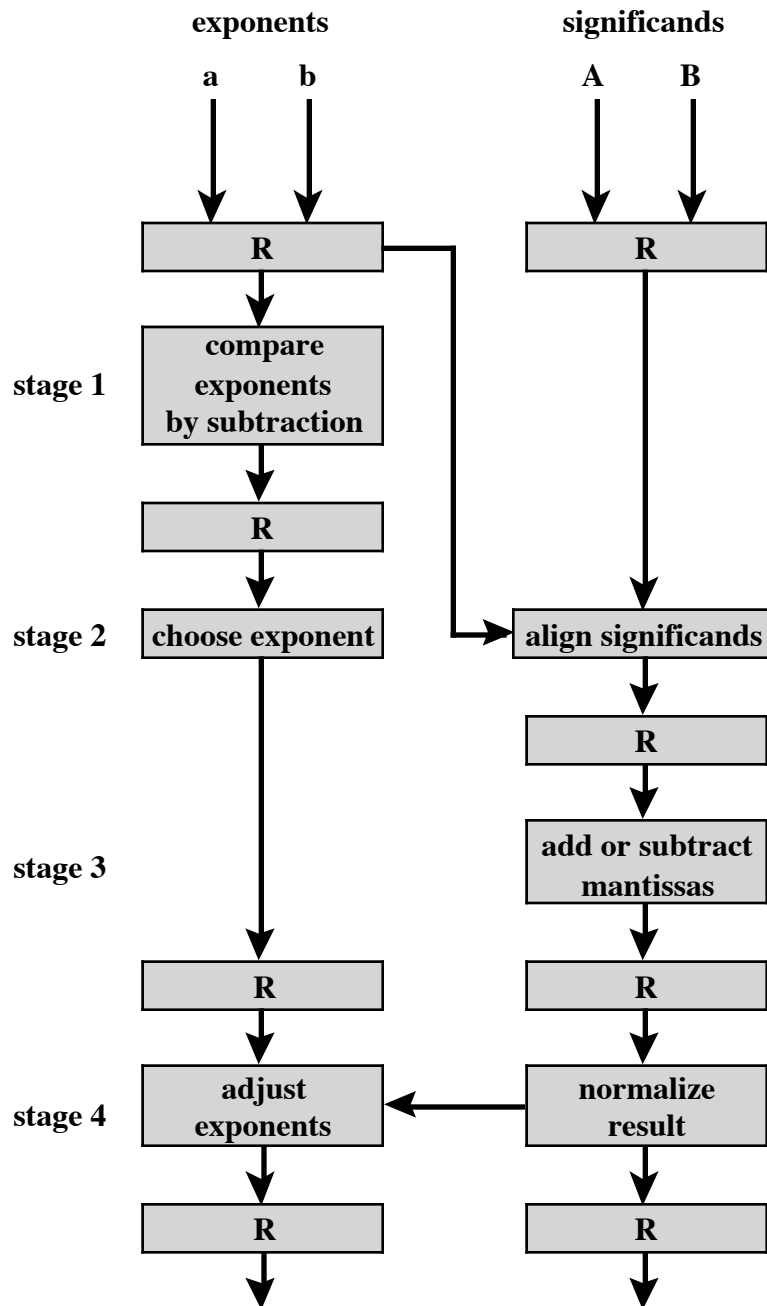 exponents significands
a b A B
R R
stage 1
compare
exponents
by subtraction
R
stage 2 choose exponent align significands
R
stage 3
add or subtract
mantissas
R R
stage 4
adjust
exponents
normalize
result
R R